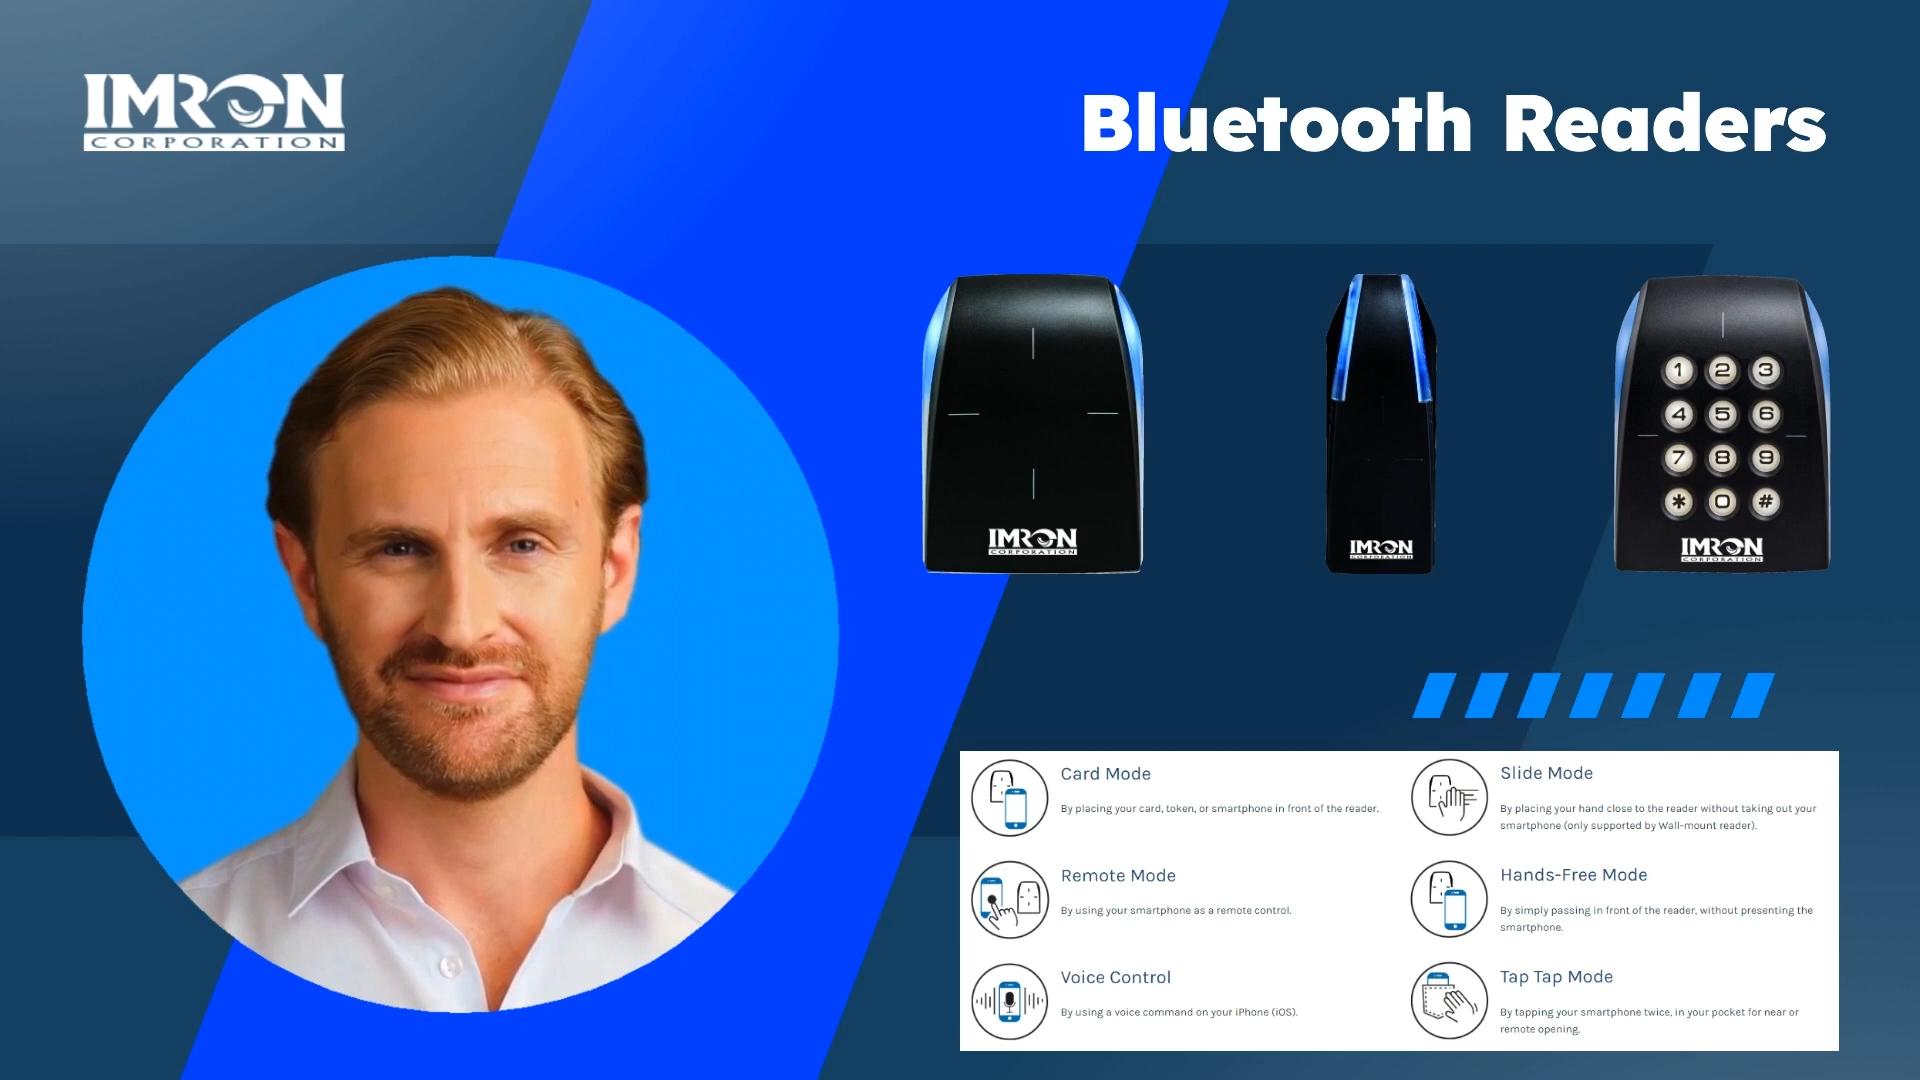 IMRON
CORPORATION
Bluetooth Readers
IMRON
CORPORATION
IMRON
CORPORATION
1 2 3
4 5 6
7 8 9
* 0 #
IMRON
CORPORATION
Card Mode
By placing your card, token, or smartphone in front of the reader.
Slide Mode
By placing your hand close to the reader without taking out your
smartphone (only supported by Wall-mount reader).
Remote Mode
By using your smartphone as a remote control.
Hands-Free Mode
By simply passing in front of the reader, without presenting the
smartphone.
Voice Control
By using a voice command on your iPhone (iOS).
Tap Tap Mode
By tapping your smartphone twice, in your pocket for near or
remote opening.